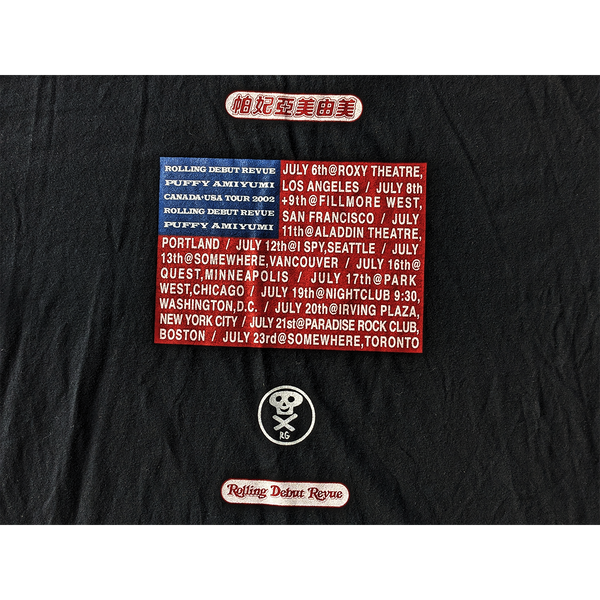 帕妃亞美由美
ROLLING DEBUT REVUE
PUFFY AMIYUMI
CANADA•USA TOUR 2002
ROLLING DEBUT REVUE
PUFFY AMIYUMI
JULY 6th@ROXY THEATRE,
LOS ANGELES / JULY 8th
+9th@FILLMORE WEST,
SAN FRANCISCO / JULY
11th@ALADDIN THEATRE,
PORTLAND / JULY 12th@I SPY,SEATTLE / JULY
13th@SOMEWHERE,VANCOUVER / JULY 16th@
QUEST,MINNEAPOLIS / JULY 17th@PARK
WEST,CHICAGO / JULY 19th@NIGHTCLUB 9:30,
WASHINGTON,D.C. / JULY 20th@IRVING PLAZA,
NEW YORK CITY / JULY 21st@PARADISE ROCK CLUB,
BOSTON / JULY 23rd@SOMEWHERE,TORONTO
RG
Rolling Debut Revue